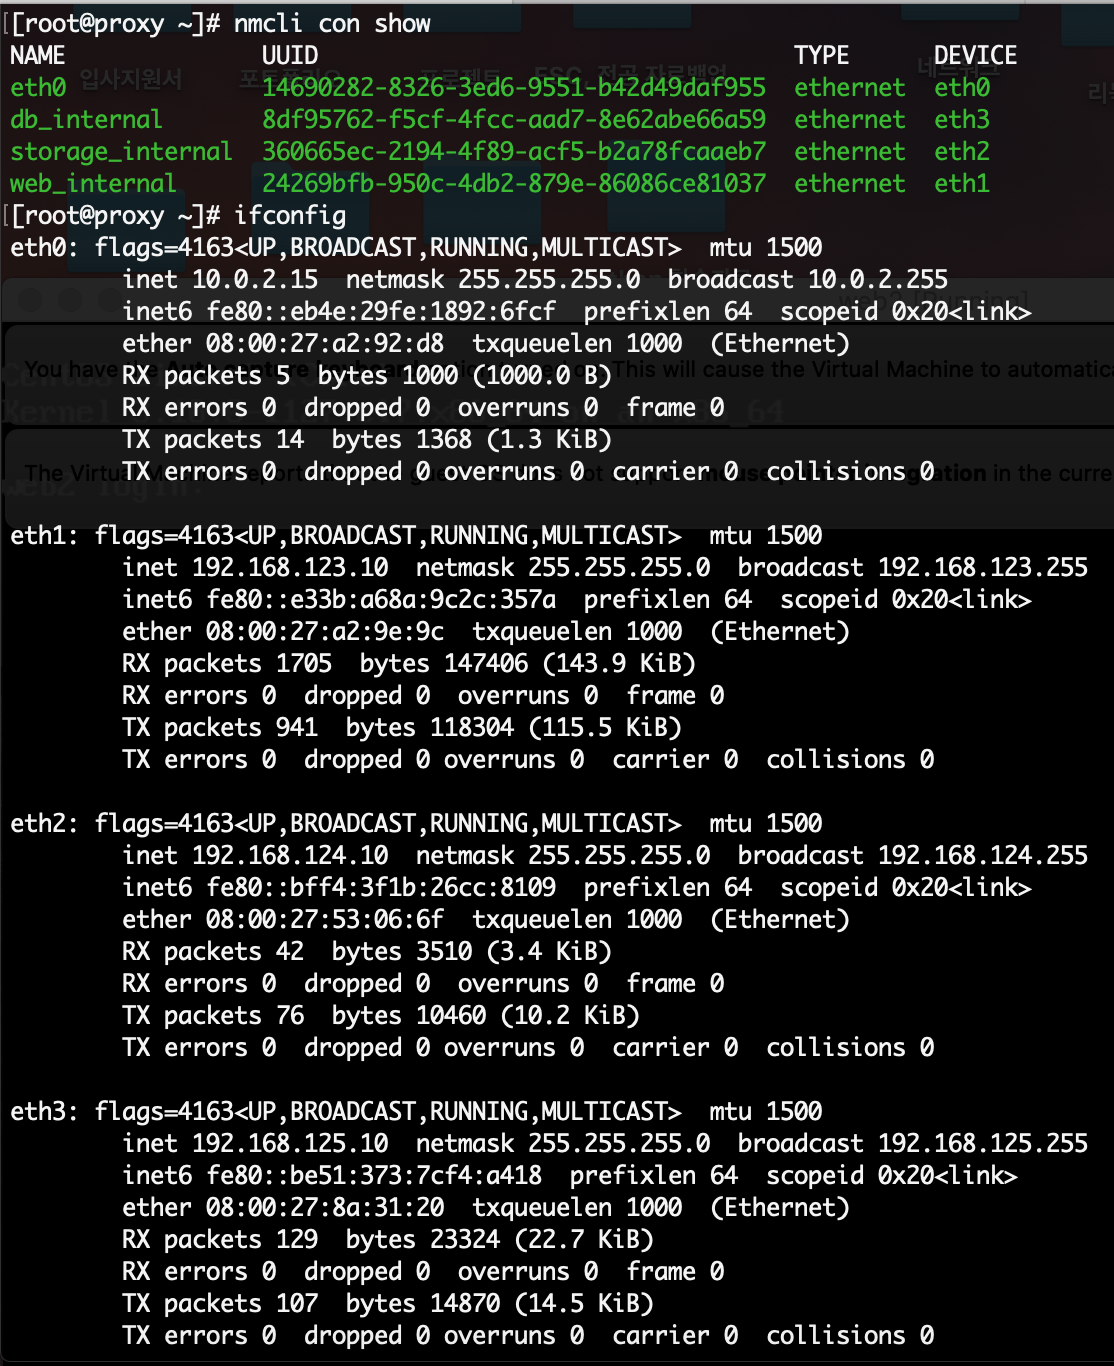 [[root@proxy ~]# nmcli con show
NAME              UUID                                  TYPE      DEVICE
eth0              14690282-8326-3ed6-9551-b42d49daf955  ethernet  eth0
db_internal       8df95762-f5cf-4fcc-aad7-8e62abe66a59  ethernet  eth3
storage_internal  360665ec-2194-4f89-acf5-b2a78fcaaeb7  ethernet  eth2
web_internal      24269bfb-950c-4db2-879e-86086ce81037  ethernet  eth1
[[root@proxy ~]# ifconfig
eth0: flags=4163<UP,BROADCAST,RUNNING,MULTICAST>  mtu 1500
        inet 10.0.2.15  netmask 255.255.255.0  broadcast 10.0.2.255
        inet6 fe80::eb4e:29fe:1892:6fcf  prefixlen 64  scopeid 0x20<link>
        ether 08:00:27:a2:92:d8  txqueuelen 1000  (Ethernet)
        RX packets 5  bytes 1000 (1000.0 B)
        RX errors 0  dropped 0  overruns 0  frame 0
        TX packets 14  bytes 1368 (1.3 KiB)
        TX errors 0  dropped 0 overruns 0  carrier 0  collisions 0
eth1: flags=4163<UP,BROADCAST,RUNNING,MULTICAST>  mtu 1500
        inet 192.168.123.10  netmask 255.255.255.0  broadcast 192.168.123.255
        inet6 fe80::e33b:a68a:9c2c:357a  prefixlen 64  scopeid 0x20<link>
        ether 08:00:27:a2:9e:9c  txqueuelen 1000  (Ethernet)
        RX packets 1705  bytes 147406 (143.9 KiB)
        RX errors 0  dropped 0  overruns 0  frame 0
        TX packets 941  bytes 118304 (115.5 KiB)
        TX errors 0  dropped 0 overruns 0  carrier 0  collisions 0
eth2: flags=4163<UP,BROADCAST,RUNNING,MULTICAST>  mtu 1500
        inet 192.168.124.10  netmask 255.255.255.0  broadcast 192.168.124.255
        inet6 fe80::bff4:3f1b:26cc:8109  prefixlen 64  scopeid 0x20<link>
        ether 08:00:27:53:06:6f  txqueuelen 1000  (Ethernet)
        RX packets 42  bytes 3510 (3.4 KiB)
        RX errors 0  dropped 0  overruns 0  frame 0
        TX packets 76  bytes 10460 (10.2 KiB)
        TX errors 0  dropped 0 overruns 0  carrier 0  collisions 0
eth3: flags=4163<UP,BROADCAST,RUNNING,MULTICAST>  mtu 1500
        inet 192.168.125.10  netmask 255.255.255.0  broadcast 192.168.125.255
        inet6 fe80::be51:373:7cf4:a418  prefixlen 64  scopeid 0x20<link>
        ether 08:00:27:8a:31:20  txqueuelen 1000  (Ethernet)
        RX packets 129  bytes 23324 (22.7 KiB)
        RX errors 0  dropped 0  overruns 0  frame 0
        TX packets 107  bytes 14870 (14.5 KiB)
        TX errors 0  dropped 0 overruns 0  carrier 0  collisions 0